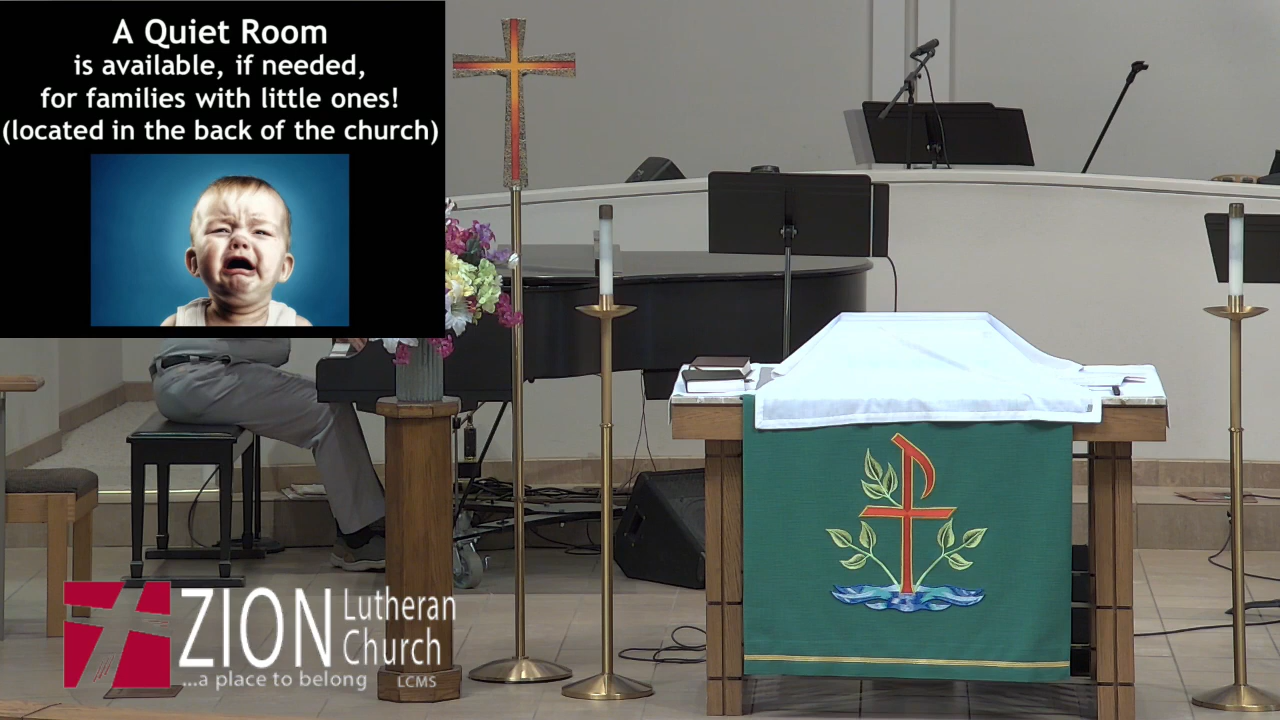 A Quiet Room
is available, if needed,
for families with little ones!
(located in the back of the church)
ZION Lutheran
Church
...a place to belong LCMS